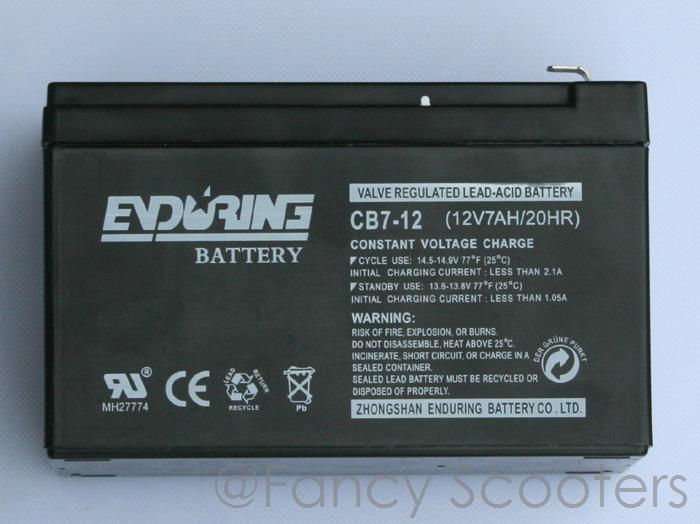 ENDURING
BATTERY
VALVE REGULATED LEAD-ACID BATTERY
CB7-12 (12V7AH/20HR)
CONSTANT VOLTAGE CHARGE
CYCLE USE: 14.5-14.9V 77°F (25°C)
INITIAL CHARGING CURRENT: LESS THAN 2.1A
STANDBY USE: 13.6-13.8V 77°F (25°C)
INITIAL CHARGING CURRENT: LESS THAN 1.05A
WARNING:
RISK OF FIRE, EXPLOSION, OR BURNS.
DO NOT DISASSEMBLE, HEAT ABOVE 25°C.
INCINERATE, SHORT CIRCUIT, OR CHARGE IN A
SEALED CONTAINER.
SEALED LEAD BATTERY MUST BE RECYCLED OR
DISPOSED OF PROPERLY.
DER GRÜNE PUNKT
ZHONGSHAN ENDURING BATTERY CO., LTD.
RU ®
MH27774
CE
LEAD RETURN
RECYCLE
Pb
@Fancy Scooters